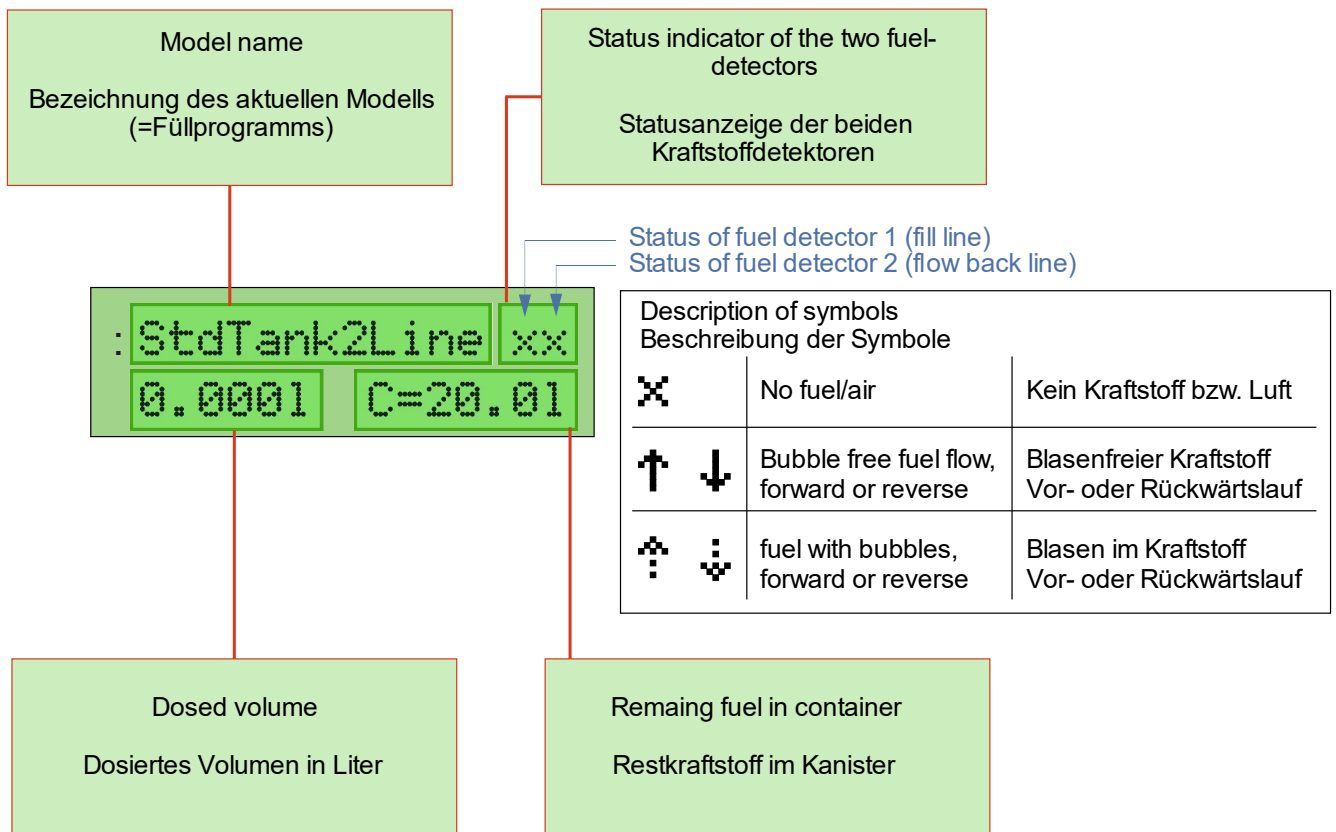 Model name
Bezeichnung des aktuellen Modells
(=Füllprogramms)
Status indicator of the two fuel-
detectors
Statusanzeige der beiden
Kraftstoffdetektoren
Status of fuel detector 1 (fill line)
Status of fuel detector 2 (flow back line)
:StdTank2Line xx
0.000l C=20.0l
Description of symbols
Beschreibung der Symbole
x No fuel/air Kein Kraftstoff bzw. Luft
↑ ↓ Bubble free fuel flow, Blasenfreier Kraftstoff
forward or reverse Vor- oder Rückwärtslauf
⇡ ⇣ fuel with bubbles, Blasen im Kraftstoff
forward or reverse Vor- oder Rückwärtslauf
Dosed volume
Dosiertes Volumen in Liter
Remaing fuel in container
Restkraftstoff im Kanister